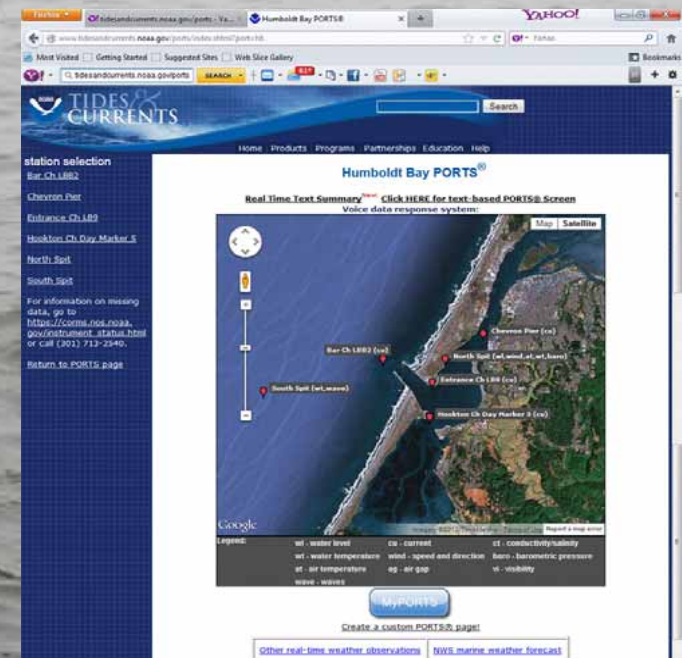 Firefox
tidesandcurrents.noaa.gov/ports - Ya...
Humboldt Bay PORTS®
YAHOO!
www.tidesandcurrents.noaa.gov/ports/index.shtml?port=hb
Yahoo
Most Visited Getting Started Suggested Sites Web Slice Gallery
Bookmarks
tidesandcurrents.noaa.gov/ports
SEARCH
TIDES &
CURRENTS
Search
Home Products Programs Partnerships Education Help
station selection
Bar Ch LBB2
Chevron Pier
Entrance Ch LB9
Hookton Ch Day Marker 5
North Spit
South Spit
For information on missing
data, go to
https://corms.nos.noaa.
gov/instrument_status.html
or call (301) 713-2540.
Return to PORTS page
Humboldt Bay PORTS®
Real Time Text Summary New! Click HERE for text-based PORTS® Screen
Voice data response system:
Map Satellite
Chevron Pier (cu)
Bar Ch LBB2 (cu)
North Spit (wl,wind,at,wt,baro)
Entrance Ch LB9 (cu)
South Spit (wt,wave)
Hookton Ch Day Marker 5 (cu)
Google
Report a map error
Legend:
wl - water level cu - current ct - conductivity/salinity
wt - water temperature wind - speed and direction baro - barometric pressure
at - air temperature ag - air gap vi - visibility
wave - waves
MyPORTS
Create a custom PORTS® page!
Other real-time weather observations NWS marine weather forecast